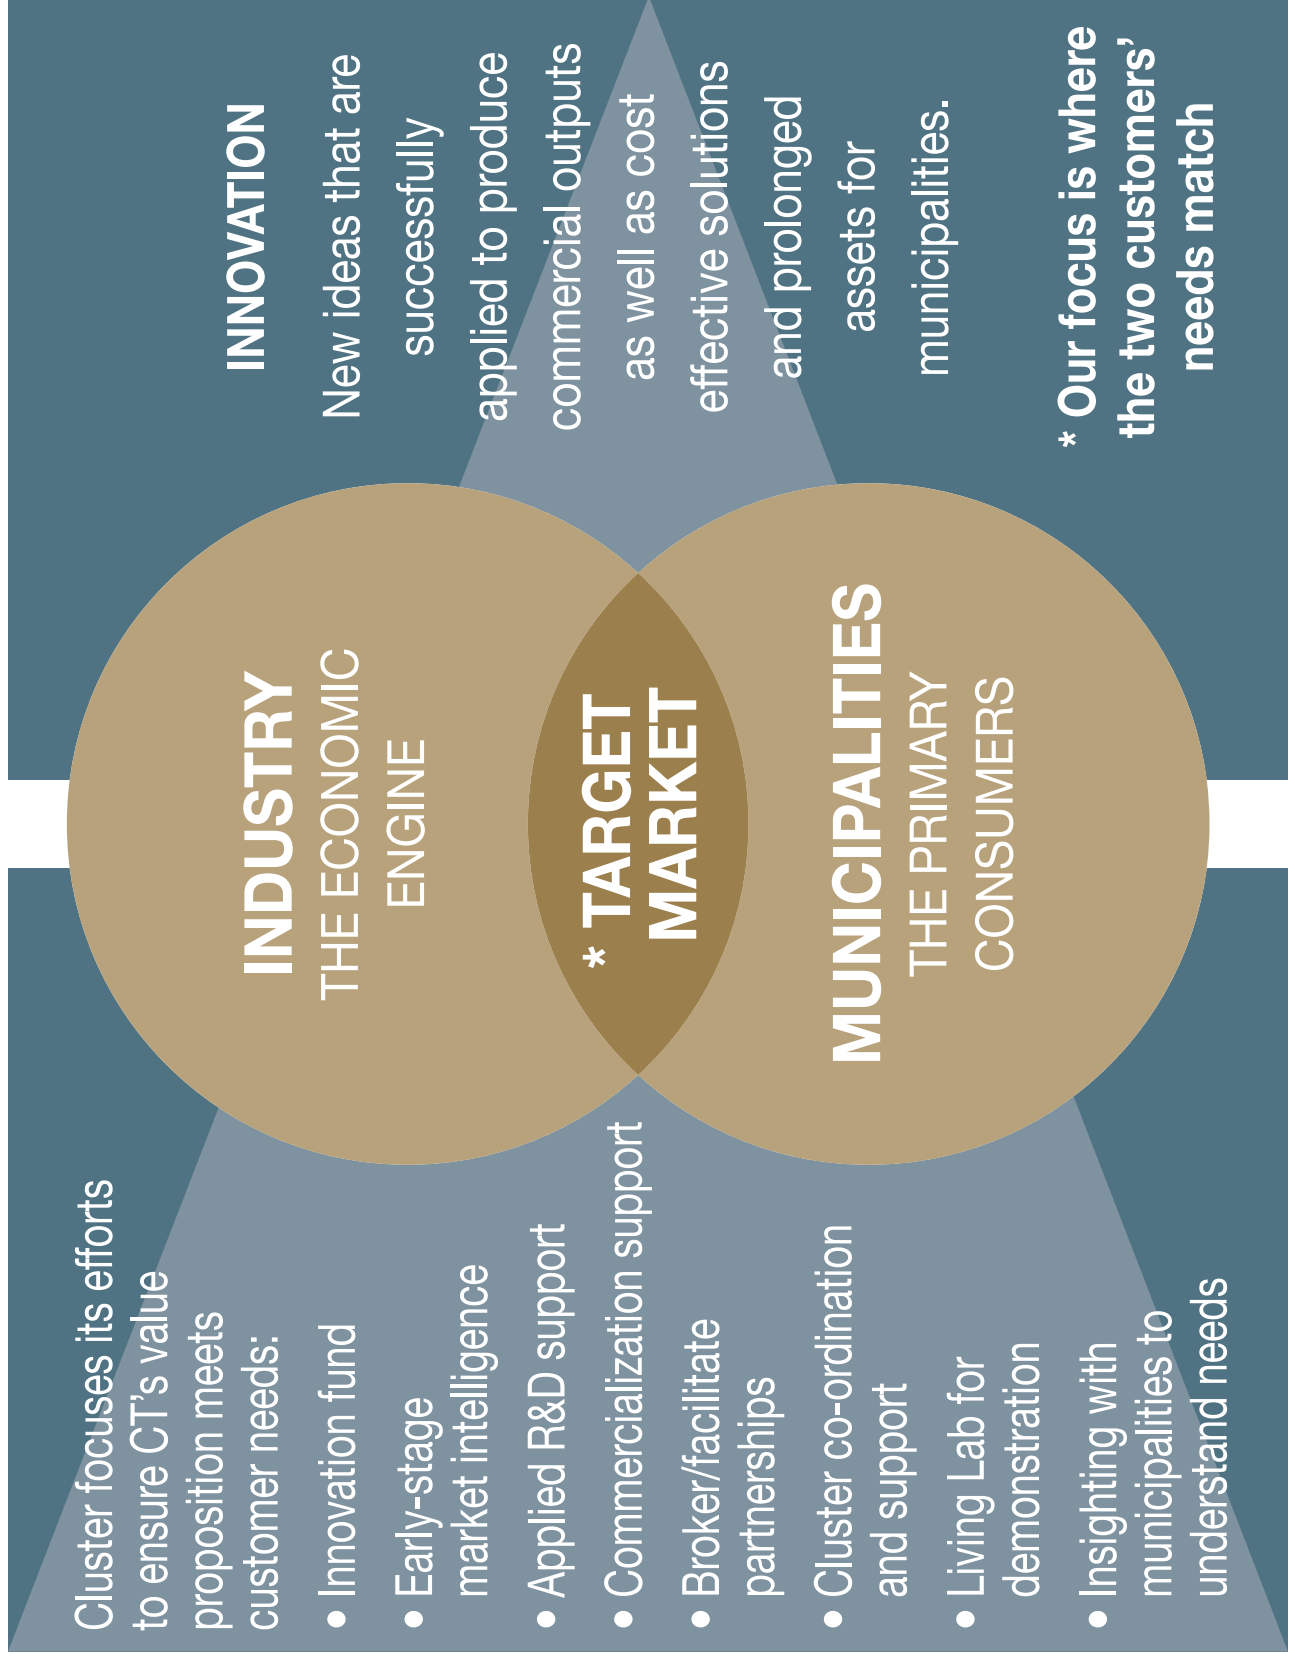 Cluster focuses its efforts
to ensure CT’s value
proposition meets
customer needs:
• Innovation fund
• Early-stage
market intelligence
• Applied R&D support
• Commercialization support
• Broker/facilitate
partnerships
• Cluster co-ordination
and support
• Living Lab for
demonstration
• Insighting with
municipalities to
understand needs
INDUSTRY
THE ECONOMIC
ENGINE
* TARGET
MARKET
MUNICIPALITIES
THE PRIMARY
CONSUMERS
INNOVATION
New ideas that are
successfully
applied to produce
commercial outputs
as well as cost
effective solutions
and prolonged
assets for
municipalities.
* Our focus is where
the two customers’
needs match